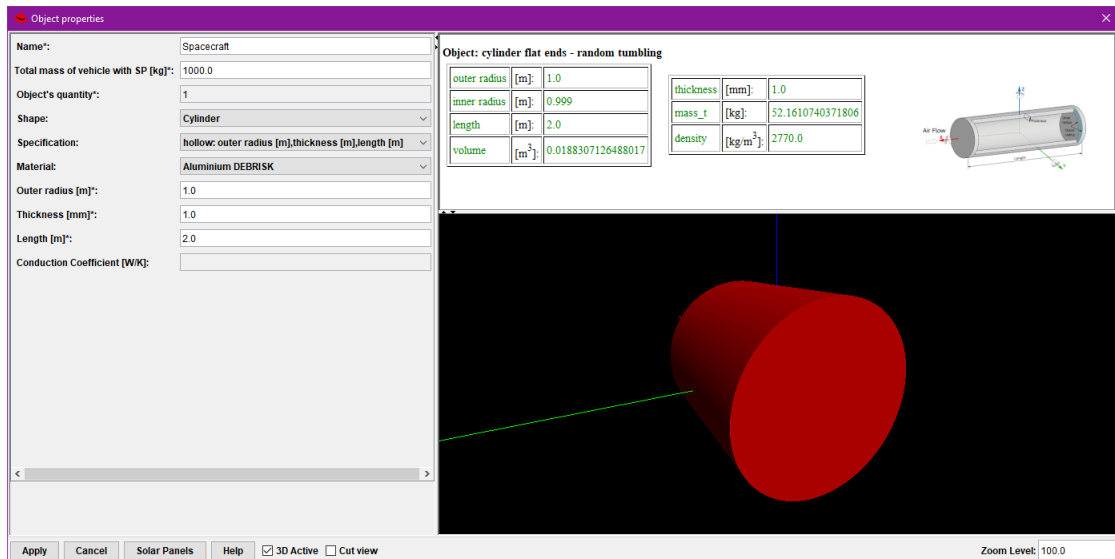 Object properties
Name*: Spacecraft
Total mass of vehicle with SP [kg]*: 1000.0
Object's quantity*: 1
Shape: Cylinder
Specification: hollow: outer radius [m],thickness [m],length [m]
Material: Aluminium DEBRISK
Outer radius [m]*: 1.0
Thickness [mm]*: 1.0
Length [m]*: 2.0
Conduction Coefficient [W/K]:
Object: cylinder flat ends - random tumbling
outer radius [m]: 1.0
inner radius [m]: 0.999
length [m]: 2.0
volume [m3]: 0.0188307126488017
thickness [mm]: 1.0
mass_t [kg]: 52.1610740371806
density [kg/m3]: 2770.0
Air Flow
Length
Apply Cancel Solar Panels Help 3D Active Cut view Zoom Level: 100.0